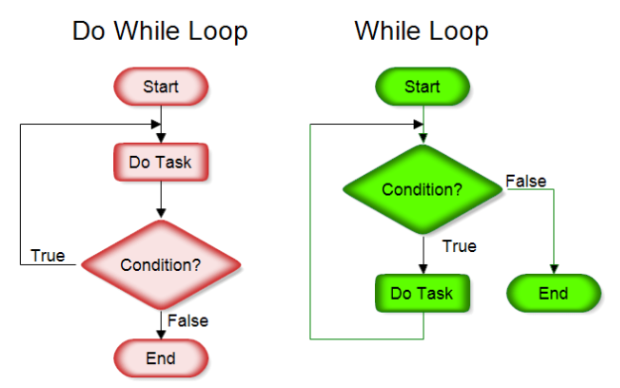 Do While Loop
Start
Do Task
True
Condition?
False
End
While Loop
Start
Condition?
False
True
Do Task
End